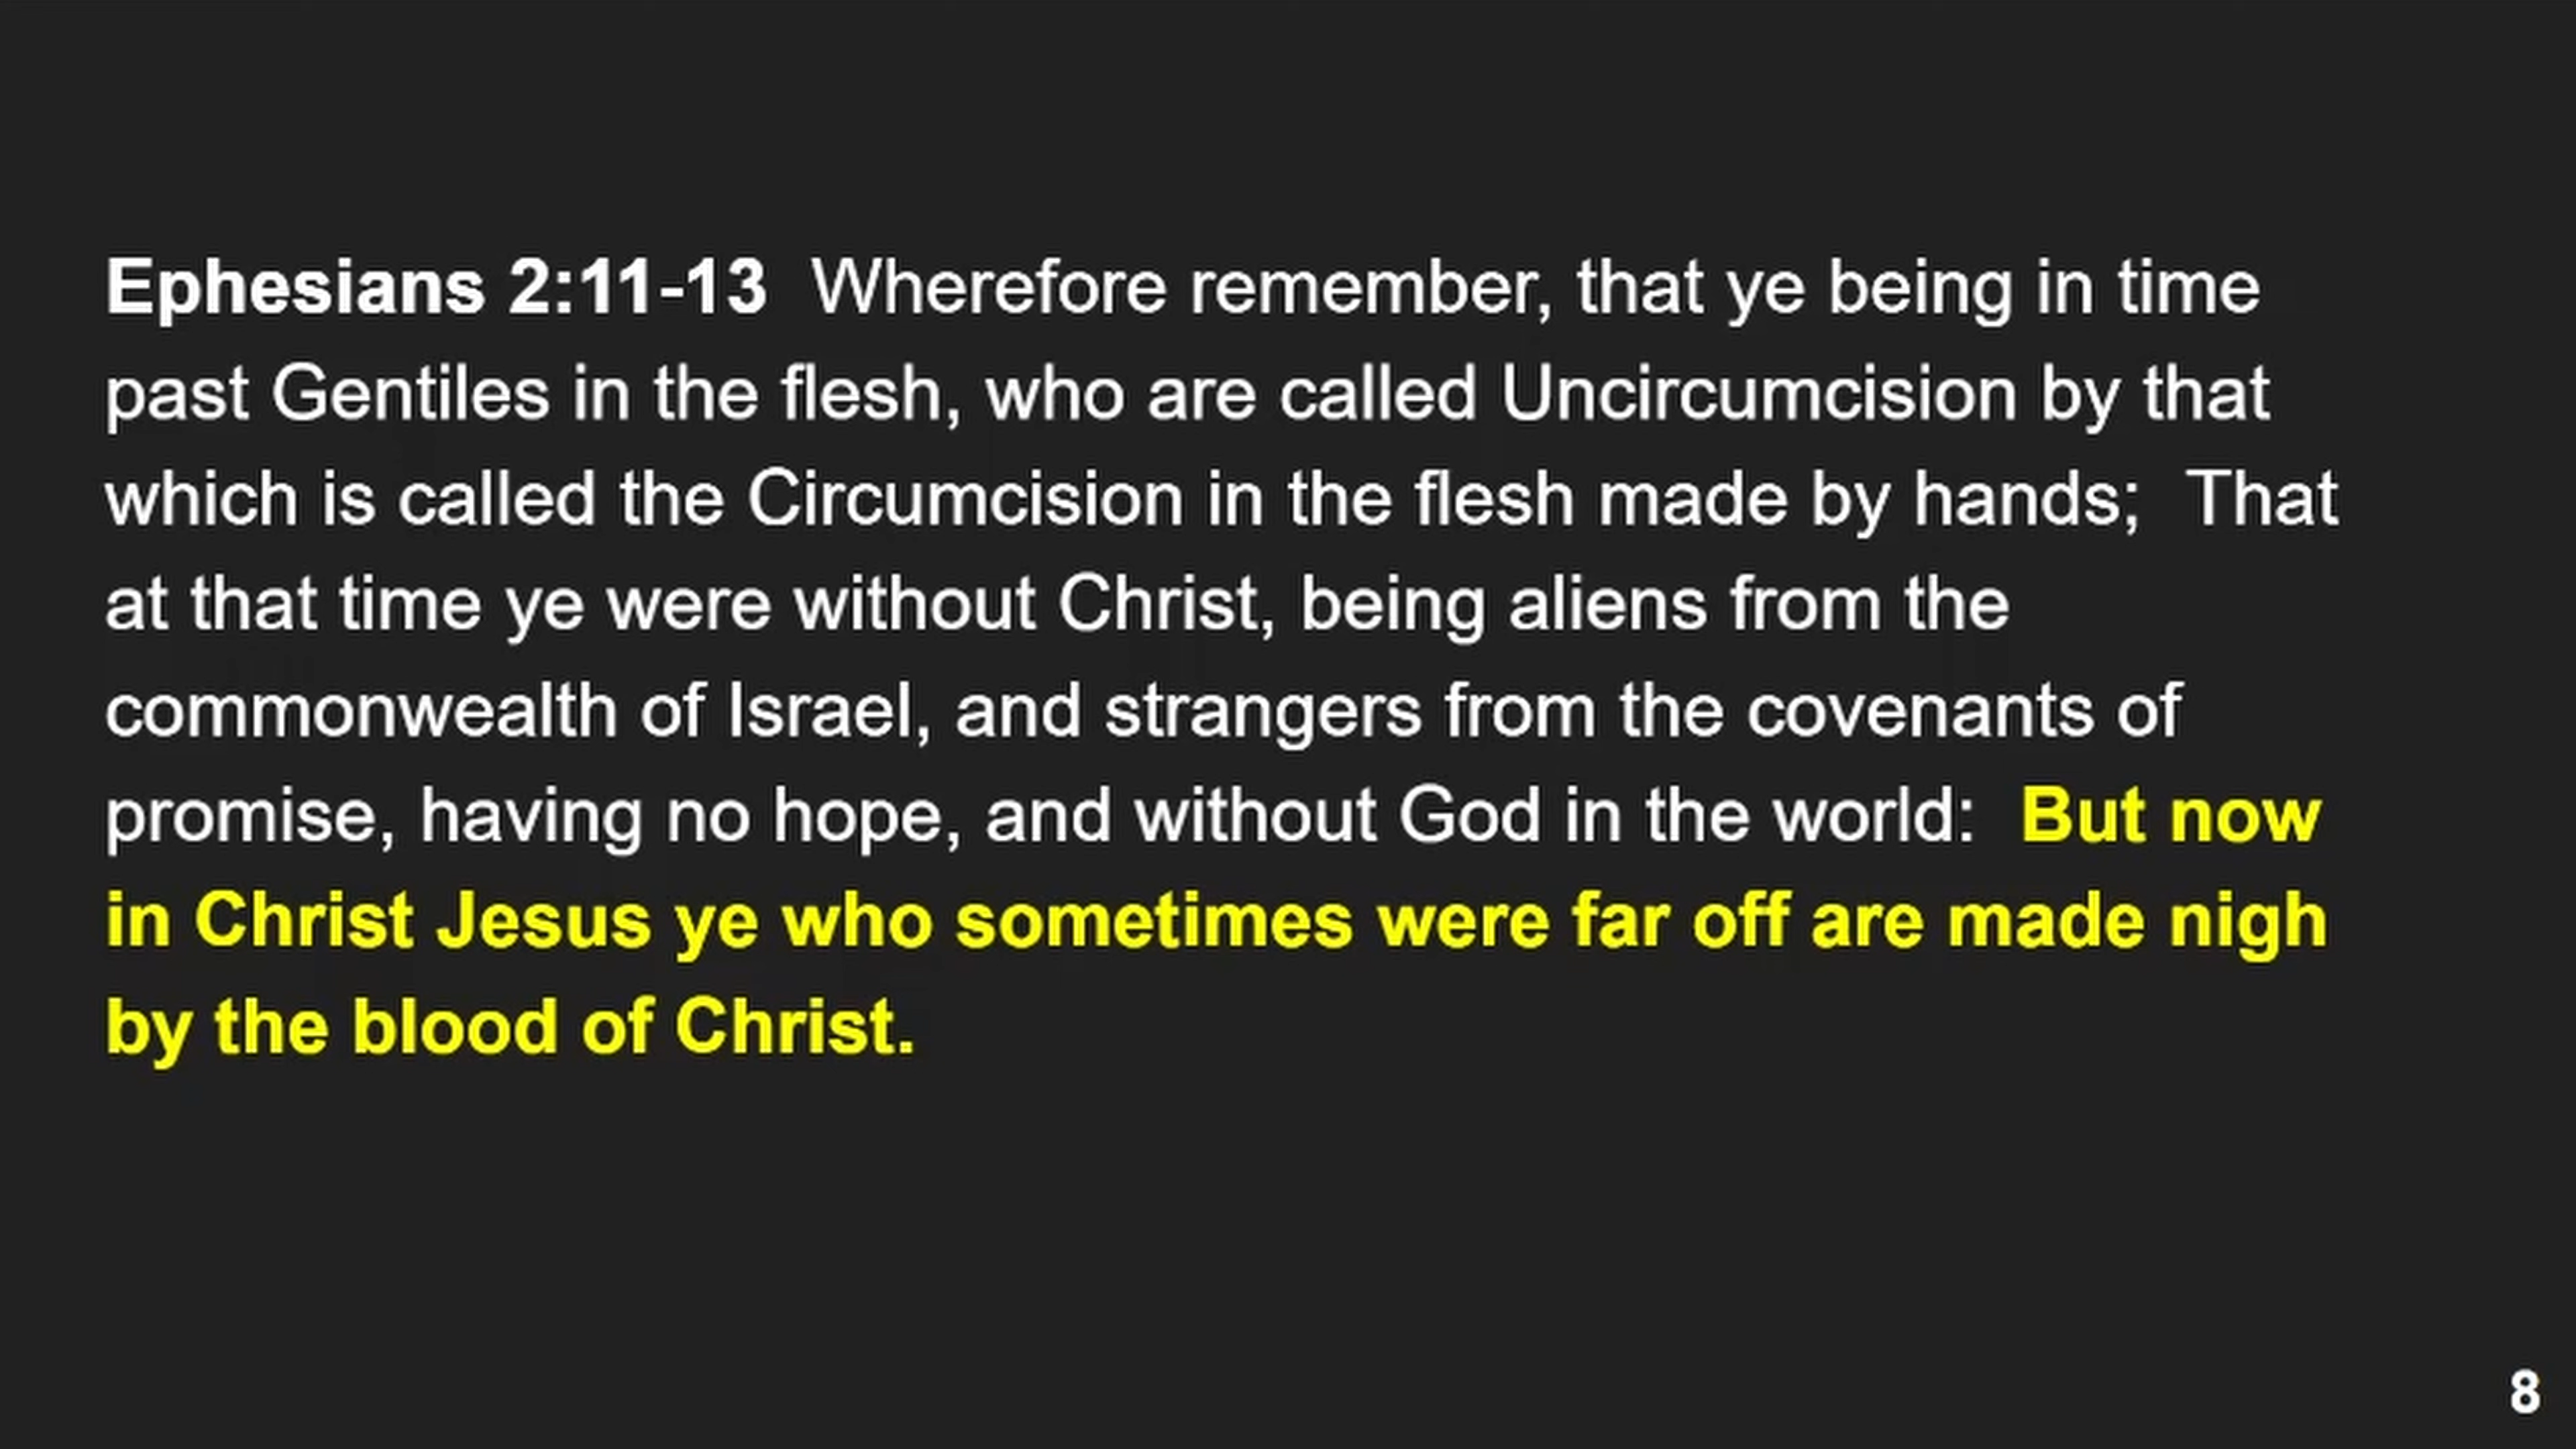 Ephesians 2:11-13  Wherefore remember, that ye being in time
past Gentiles in the flesh, who are called Uncircumcision by that
which is called the Circumcision in the flesh made by hands;  That
at that time ye were without Christ, being aliens from the
commonwealth of Israel, and strangers from the covenants of
promise, having no hope, and without God in the world:  But now
in Christ Jesus ye who sometimes were far off are made nigh
by the blood of Christ.
8